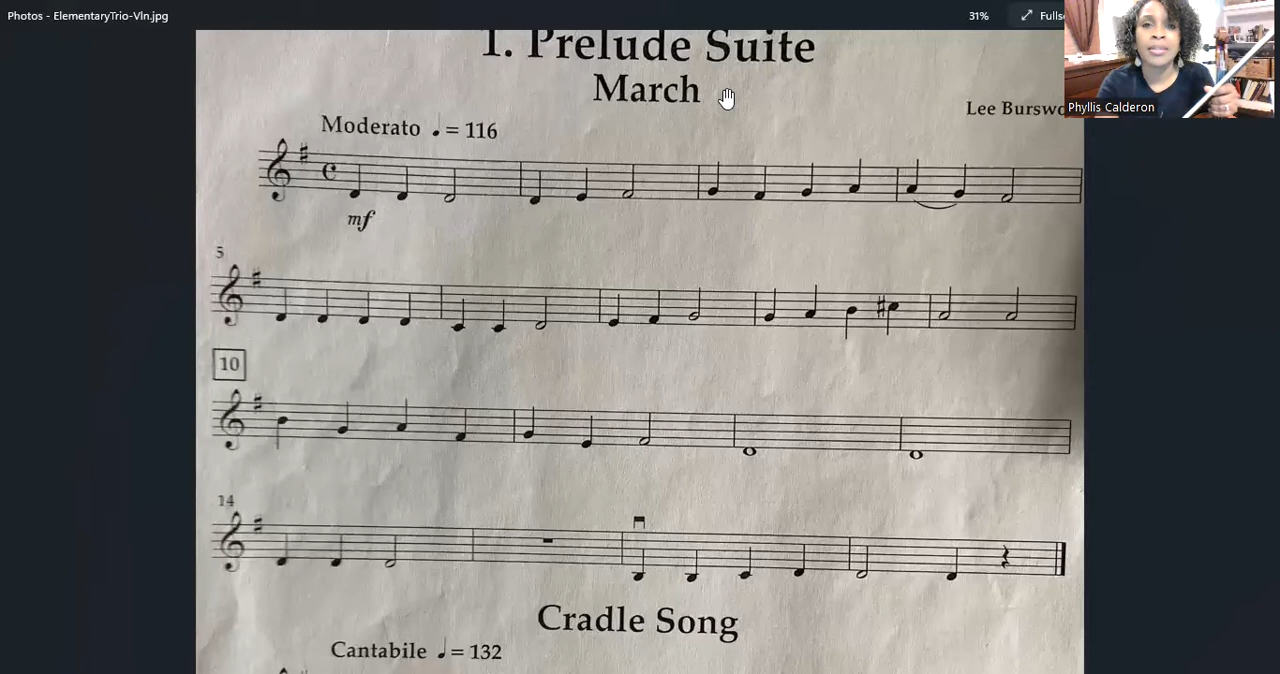 Photos - ElementaryTrio-Vln.jpg
31%
Phyllis Calderon
1. Prelude Suite
March
Moderato ♩ = 116
mf
5
10
14
Cradle Song
Cantabile ♩ = 132